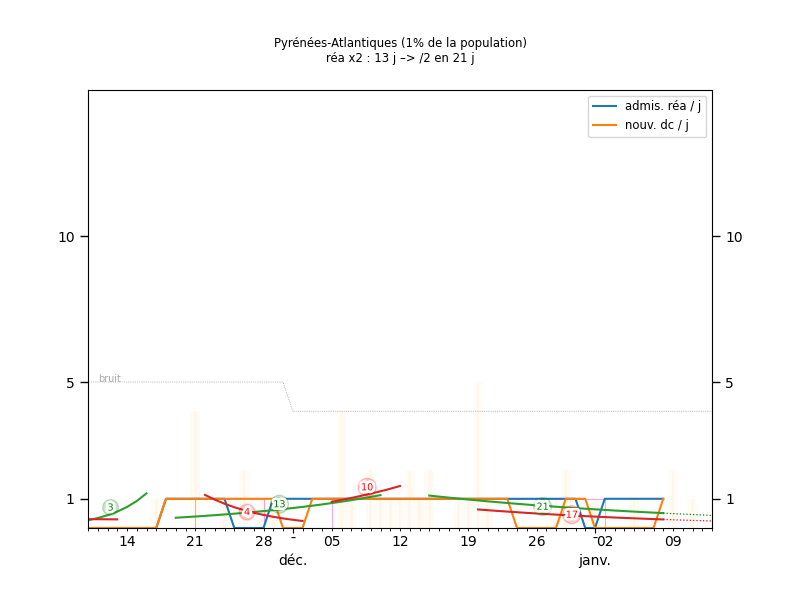 Pyrénées-Atlantiques (1% de la population)
réa x2 : 13 j –> /2 en 21 j
admis. réa / j
nouv. dc / j
10 10
bruit
5 5
3 4 13 10 21 17
1 1
14 21 28 05 12 19 26 02 09
déc. janv.